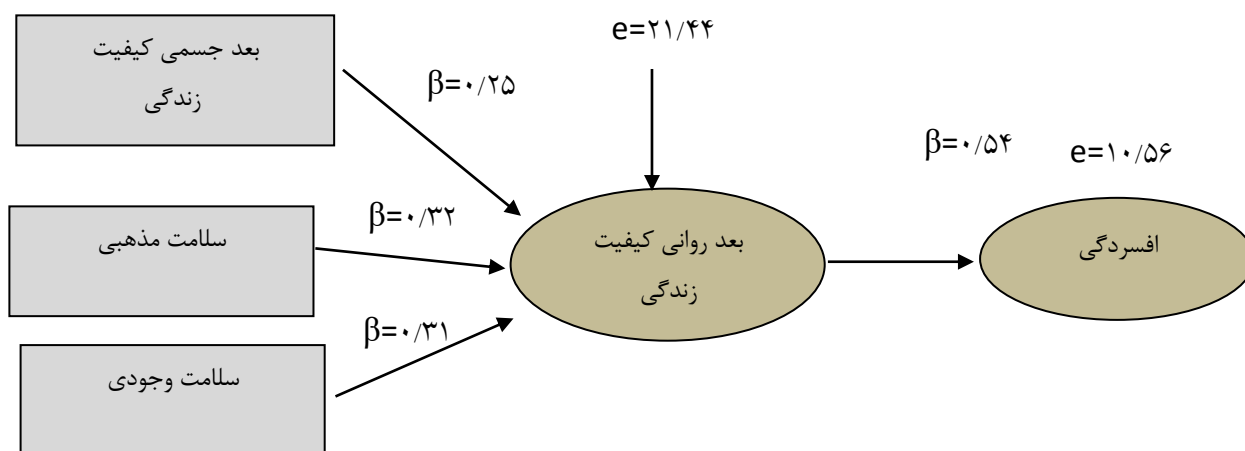 بعد جسمی کیفیت
زندگی
β=۰/۲۵
e=۲۱/۴۴
β=۰/۵۴
e=۱۰/۵۶
سلامت مذهبی
β=۰/۳۲
بعد روانی کیفیت
زندگی
افسردگی
β=۰/۳۱
سلامت وجودی